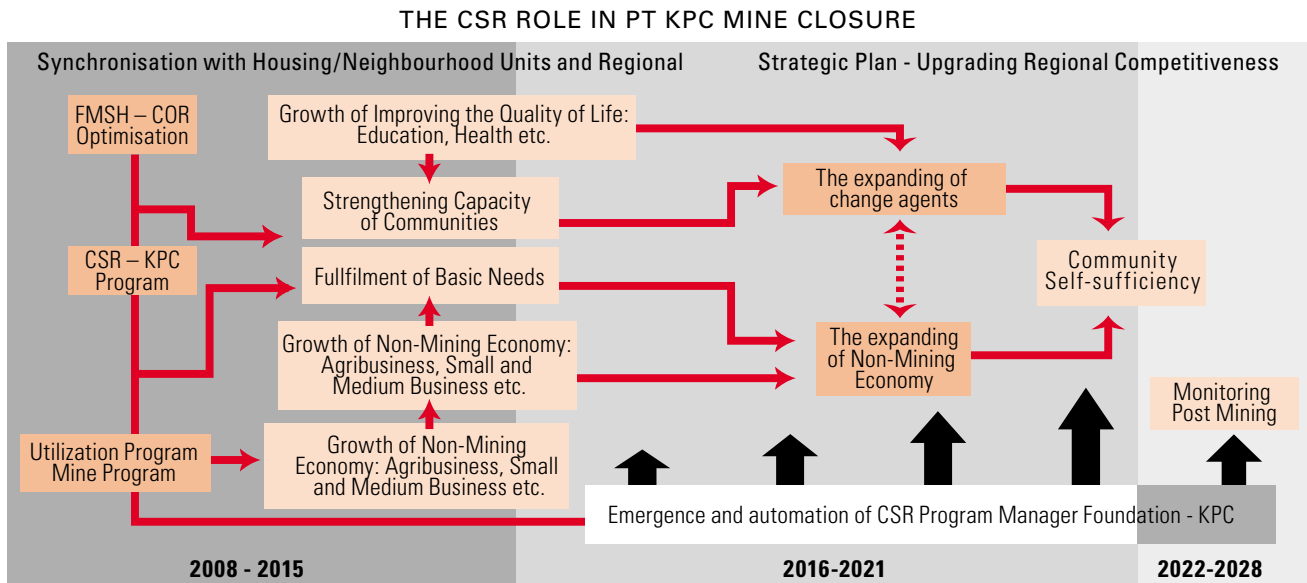 THE CSR ROLE IN PT KPC MINE CLOSURE
Synchronisation with Housing/Neighbourhood Units and Regional
Strategic Plan - Upgrading Regional Competitiveness
FMSH – COR
Optimisation
Growth of Improving the Quality of Life:
Education, Health etc.
Strengthening Capacity
of Communities
The expanding of
change agents
CSR – KPC
Program
Fullfilment of Basic Needs
Community
Self-sufficiency
Growth of Non-Mining Economy:
Agribusiness, Small and
Medium Business etc.
The expanding
of Non-Mining
Economy
Monitoring
Post Mining
Utilization Program
Mine Program
Growth of Non-Mining
Economy: Agribusiness, Small
and Medium Business etc.
Emergence and automation of CSR Program Manager Foundation - KPC
2008 - 2015
2016-2021
2022-2028